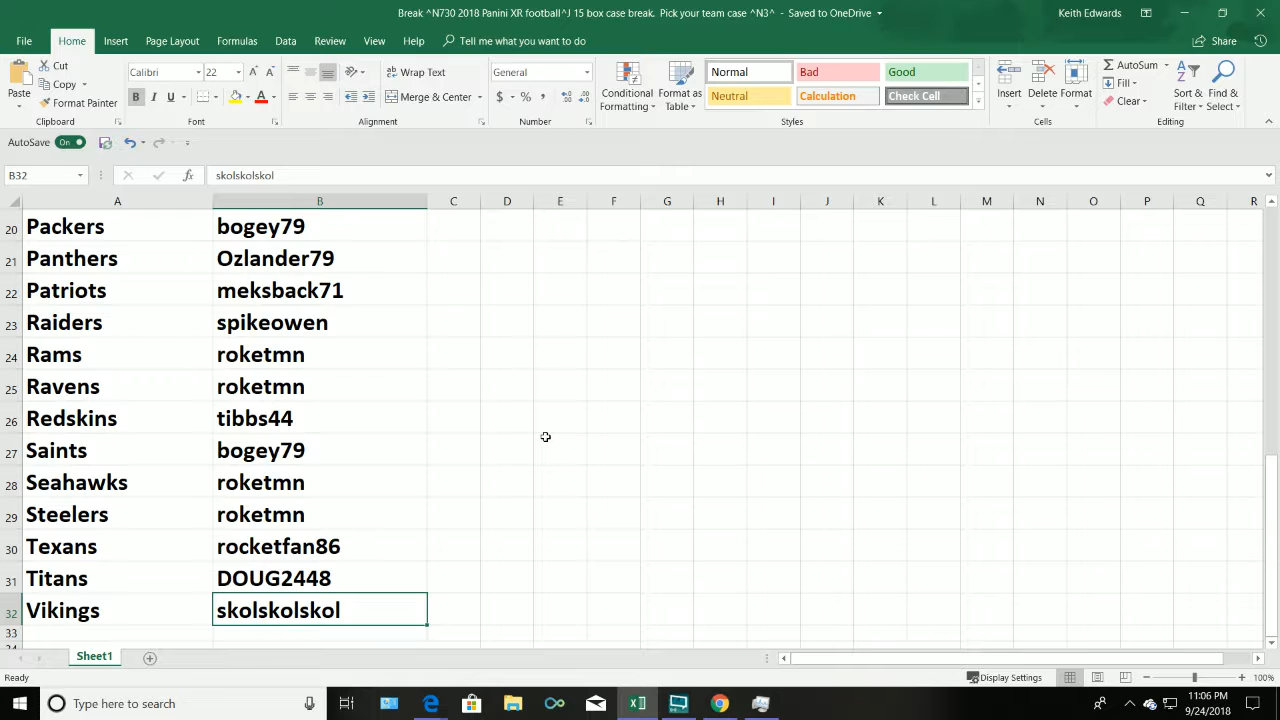 Break ^N730 2018 Panini XR football^J 15 box case break. Pick your team case ^N3^ - Saved to OneDrive
Keith Edwards
File Home Insert Page Layout Formulas Data Review View Help Tell me what you want to do Share
Cut
Copy
Format Painter
Paste
Clipboard
Calibri 22
B I U
Font
Wrap Text
Merge & Center
Alignment
General
$ % ,
Number
Conditional Formatting
Format as Table
Normal Bad Good
Neutral Calculation Check Cell
Styles
Insert Delete Format
Cells
AutoSum
Fill
Clear
Sort & Filter
Find & Select
Editing
AutoSave On
B32 fx skolskolskol
A B C D E F G H I J K L M N O P Q R
20 Packers bogey79
21 Panthers Ozlander79
22 Patriots meksback71
23 Raiders spikeowen
24 Rams roketmn
25 Ravens roketmn
26 Redskins tibbs44
27 Saints bogey79
28 Seahawks roketmn
29 Steelers roketmn
30 Texans rocketfan86
31 Titans DOUG2448
32 Vikings skolskolskol
33
Sheet1
Ready Display Settings 100%
Type here to search
11:06 PM
9/24/2018